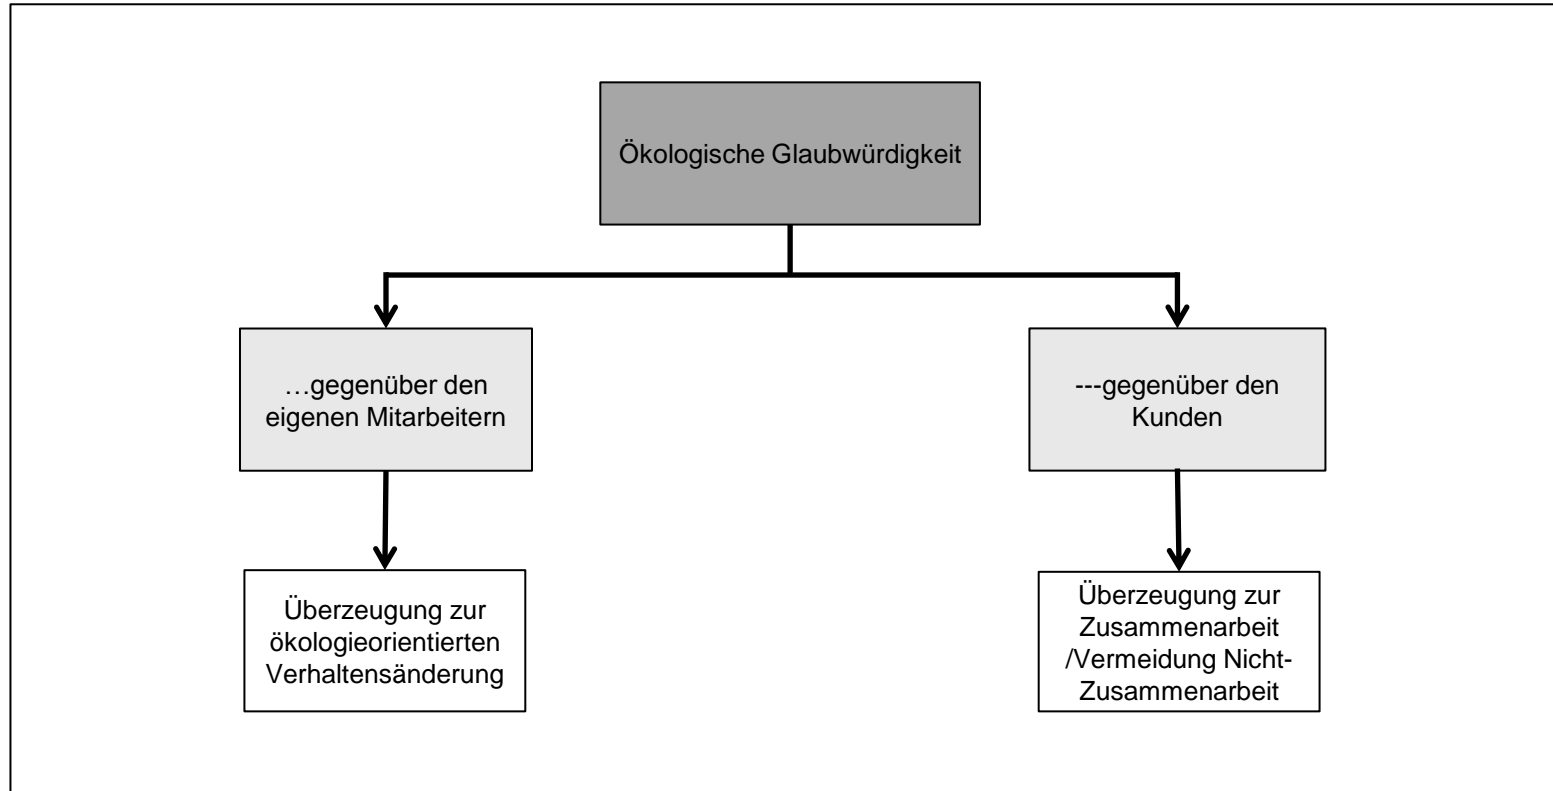 Ökologische Glaubwürdigkeit
…gegenüber den
eigenen Mitarbeitern
---gegenüber den
Kunden
Überzeugung zur
ökologieorientierten
Verhaltensänderung
Überzeugung zur
Zusammenarbeit
/Vermeidung Nicht-
Zusammenarbeit